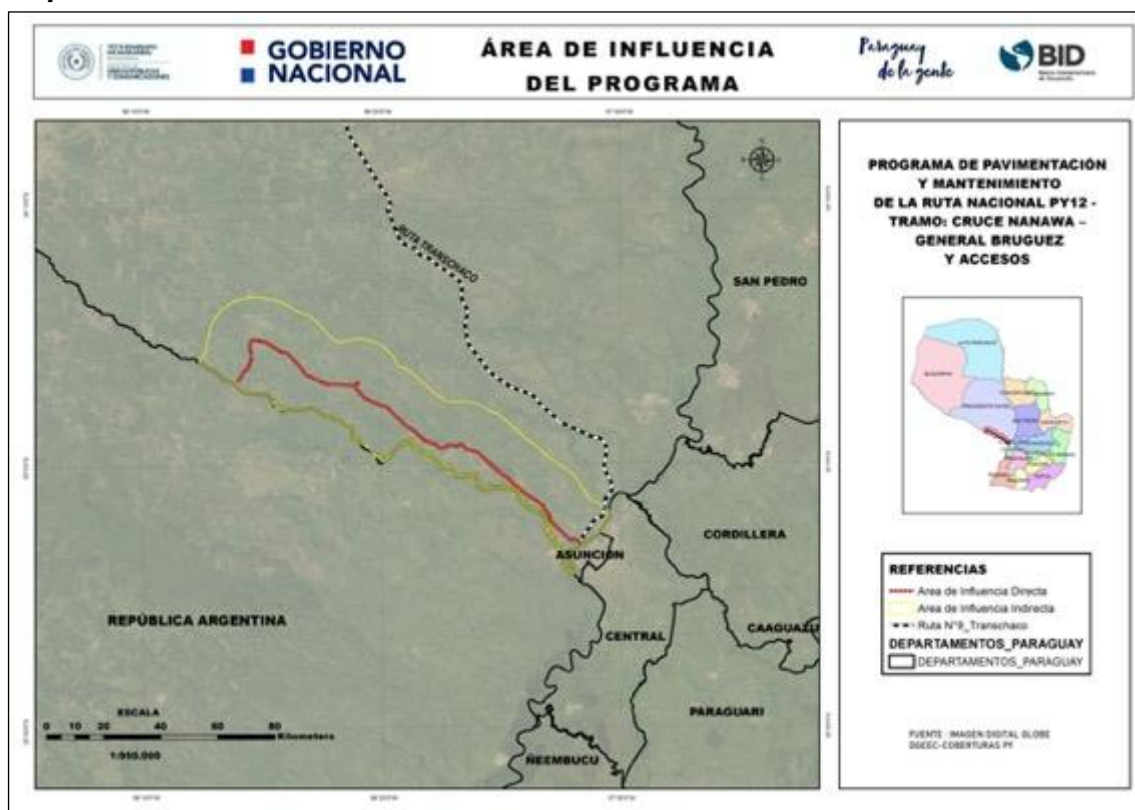 GOBIERNO
NACIONAL
ÁREA DE INFLUENCIA
DEL PROGRAMA
Paraguay
de la gente
BID
PROGRAMA DE PAVIMENTACIÓN
Y MANTENIMIENTO
DE LA RUTA NACIONAL PY12 -
TRAMO: CRUCE NANAWA –
GENERAL BRUGUEZ
Y ACCESOS
RUTA TRANSCHACO
SAN PEDRO
CORDILLERA
ASUNCIÓN
REPÚBLICA ARGENTINA
CENTRAL
CAAGUAZU
PARAGUARI
ÑEEMBUCU
ESCALA
0 10 20 40 60 80
Kilometers
1:950.000
REFERENCIAS
Area de Influencia Directa
Area de Influencia Indirecta
Ruta N°9_Transchaco
DEPARTAMENTOS_PARAGUAY
DEPARTAMENTOS_PARAGUAY
FUENTE : IMAGEN DIGITAL GLOBE
DGEEC-COBERTURAS PY